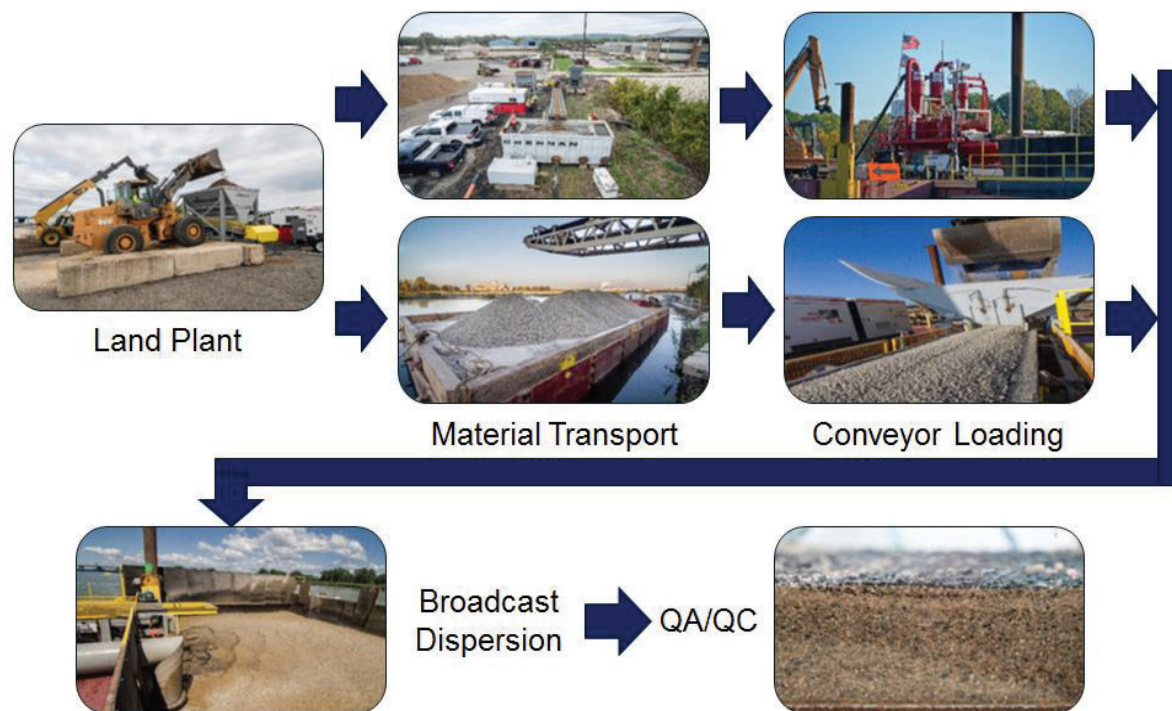 Land Plant
Material Transport
Conveyor Loading
Broadcast
Dispersion
QA/QC